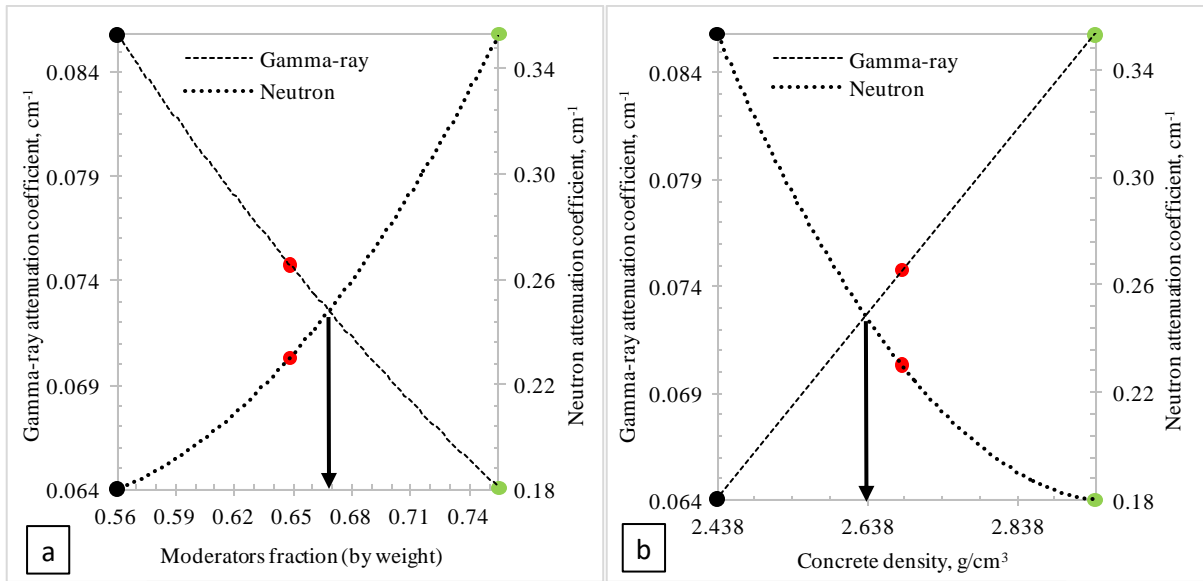 Gamma-ray attenuation coefficient, cm-1
0.084
0.079
0.074
0.069
0.064
Gamma-ray
Neutron
0.34
0.30
0.26
0.22
0.18
Neutron attenuation coefficient, cm-1
0.56 0.59 0.62 0.65 0.68 0.71 0.74
Moderators fraction (by weight)
a
Gamma-ray attenuation coefficient, cm-1
0.084
0.079
0.074
0.069
0.064
Gamma-ray
Neutron
0.34
0.30
0.26
0.22
0.18
Neutron attenuation coefficient, cm-1
2.438 2.638 2.838
Concrete density, g/cm3
b